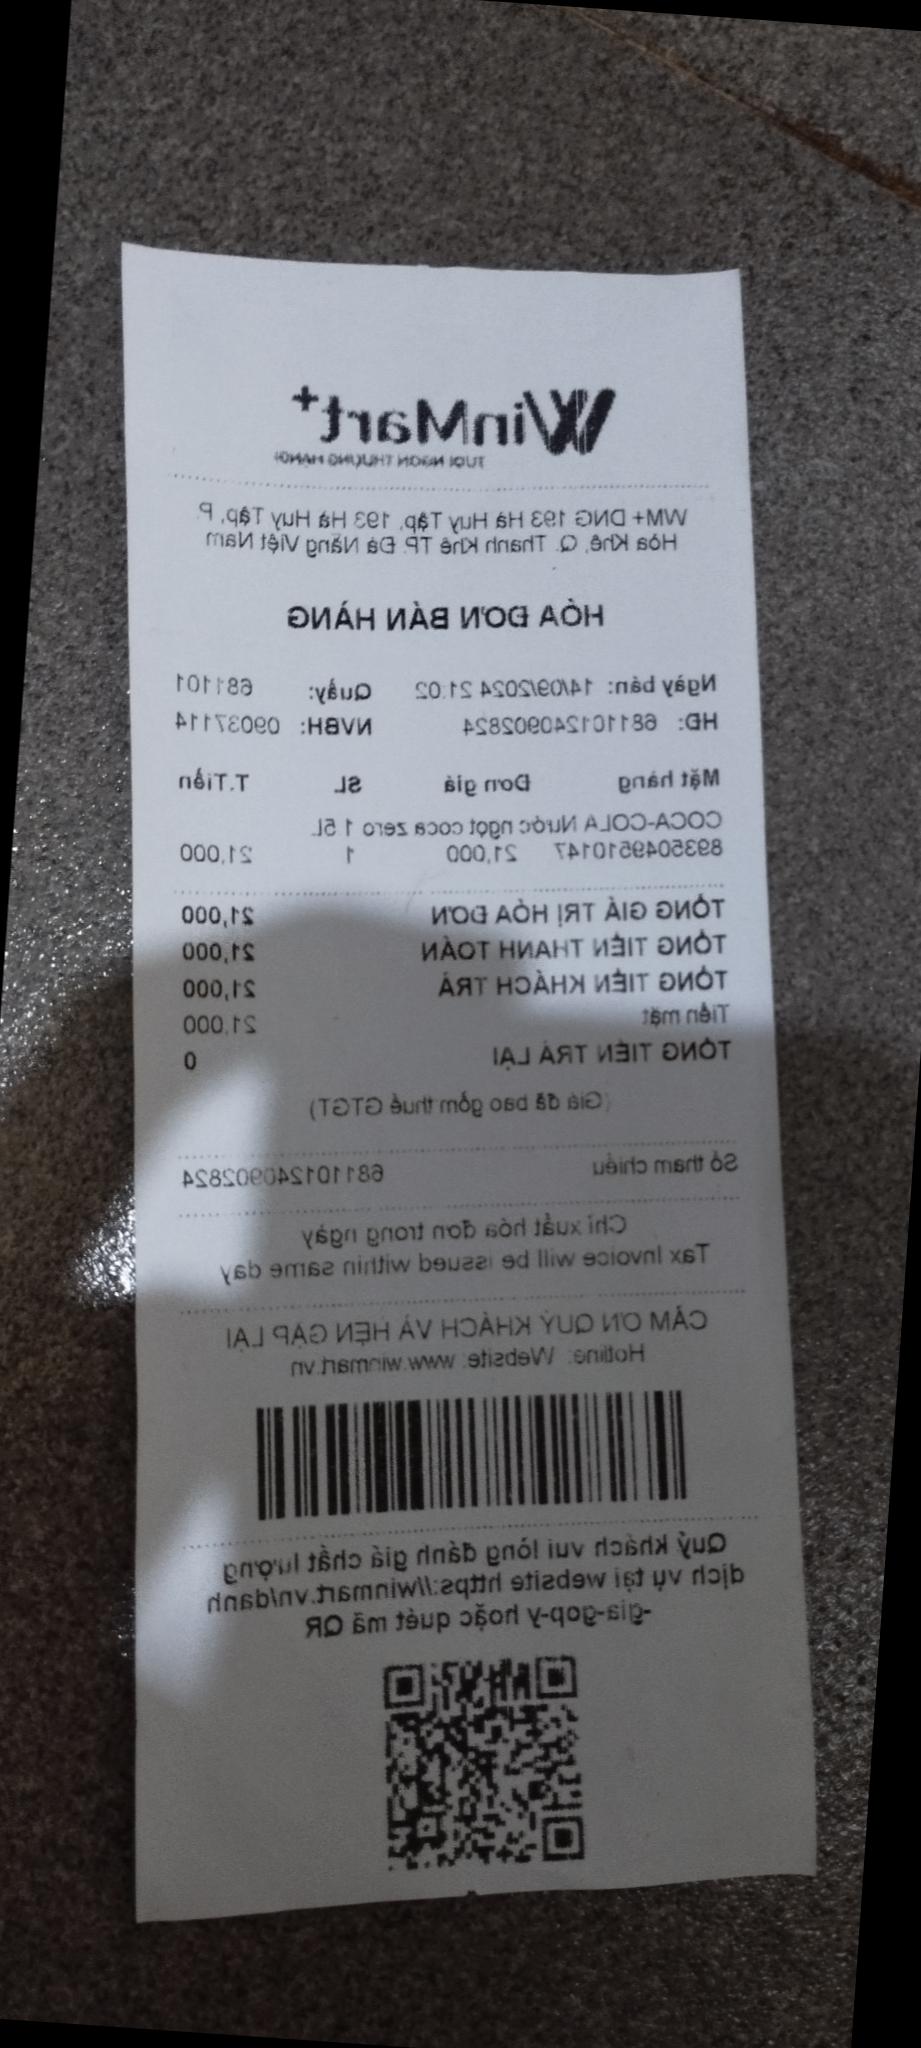 WinMart+
TƯƠI NGON THƯỢNG HẠNG!
WM+ DNG 193 Hà Huy Tập, 193 Hà Huy Tập, P.
Hòa Khê, Q. Thanh Khê TP. Đà Nẵng Việt Nam
HÓA ĐƠN BÁN HÀNG
Ngày bán: 14/09/2024 21:02 Quầy: 681101
HĐ: 681101240902824 NVBH: 09037114
Mặt hàng Đơn giá SL T.Tiền
COCA-COLA Nước ngọt coca zero 1.5L
8935049510147 21,000 1 21,000
TỔNG GIÁ TRỊ HÓA ĐƠN 21,000
TỔNG TIỀN THANH TOÁN 21,000
TỔNG TIỀN KHÁCH TRẢ 21,000
Tiền mặt 21,000
TỔNG TIỀN TRẢ LẠI 0
(Giá đã bao gồm thuế GTGT)
Số tham chiếu 681101240902824
Chỉ xuất hóa đơn trong ngày
Tax Invoice will be issued within same day
CẢM ƠN QUÝ KHÁCH VÀ HẸN GẶP LẠI
Hotline: Website: www.winmart.vn
Quý khách vui lòng đánh giá chất lượng
dịch vụ tại website https://winmart.vn/danh
-gia-gop-y hoặc quét mã QR